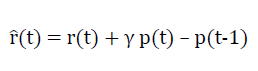 r̂(t) = r(t) + γ p(t) – p(t-1)